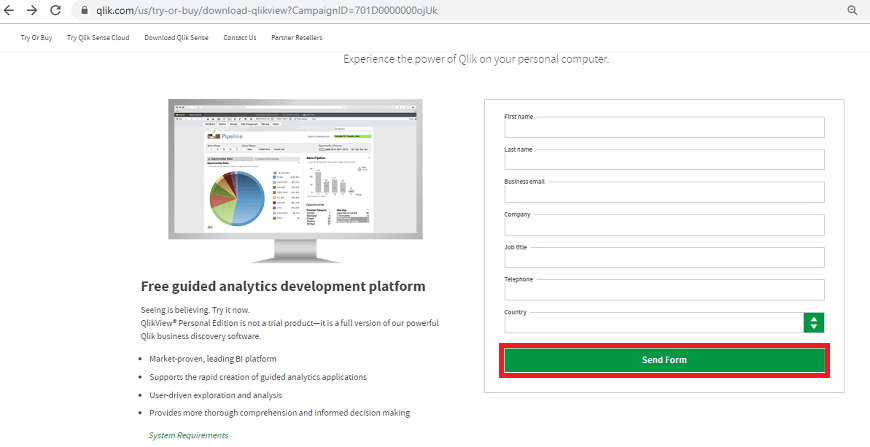 qlik.com/us/try-or-buy/download-qlikview?CampaignID=701D0000000ojUk
Try Or Buy Try Qlik Sense Cloud Download Qlik Sense Contact Us Partner Resellers
Experience the power of Qlik on your personal computer.
Pipeline
First name
Last name
Business email
Company
Job title
Telephone
Country
Send Form
Free guided analytics development platform
Seeing is believing. Try it now.
QlikView® Personal Edition is not a trial product—it is a full version of our powerful
Qlik business discovery software.
Market-proven, leading BI platform
Supports the rapid creation of guided analytics applications
User-driven exploration and analysis
Provides more thorough comprehension and informed decision making
System Requirements